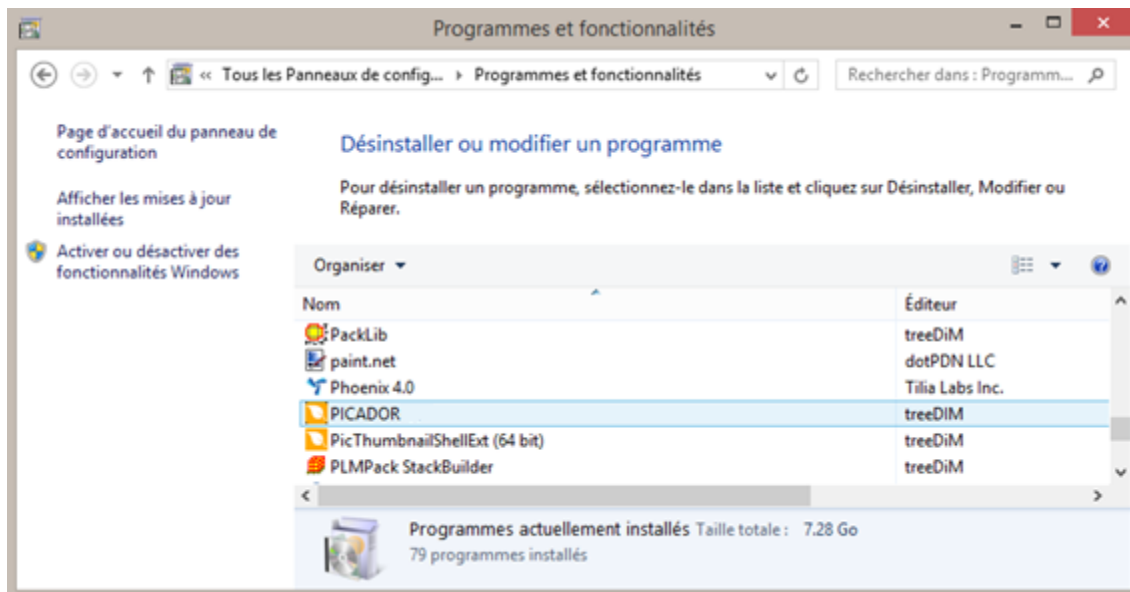 Programmes et fonctionnalités
« Tous les Panneaux de config... Programmes et fonctionnalités
Rechercher dans : Programm...
Page d'accueil du panneau de
configuration
Afficher les mises à jour
installées
Activer ou désactiver des
fonctionnalités Windows
Désinstaller ou modifier un programme
Pour désinstaller un programme, sélectionnez-le dans la liste et cliquez sur Désinstaller, Modifier ou
Réparer.
Organiser
Nom Éditeur
PackLib treeDiM
paint.net dotPDN LLC
Phoenix 4.0 Tilia Labs Inc.
PICADOR treeDIM
PicThumbnailShellExt (64 bit) treeDiM
PLMPack StackBuilder treeDiM
Programmes actuellement installés Taille totale : 7.28 Go
79 programmes installés